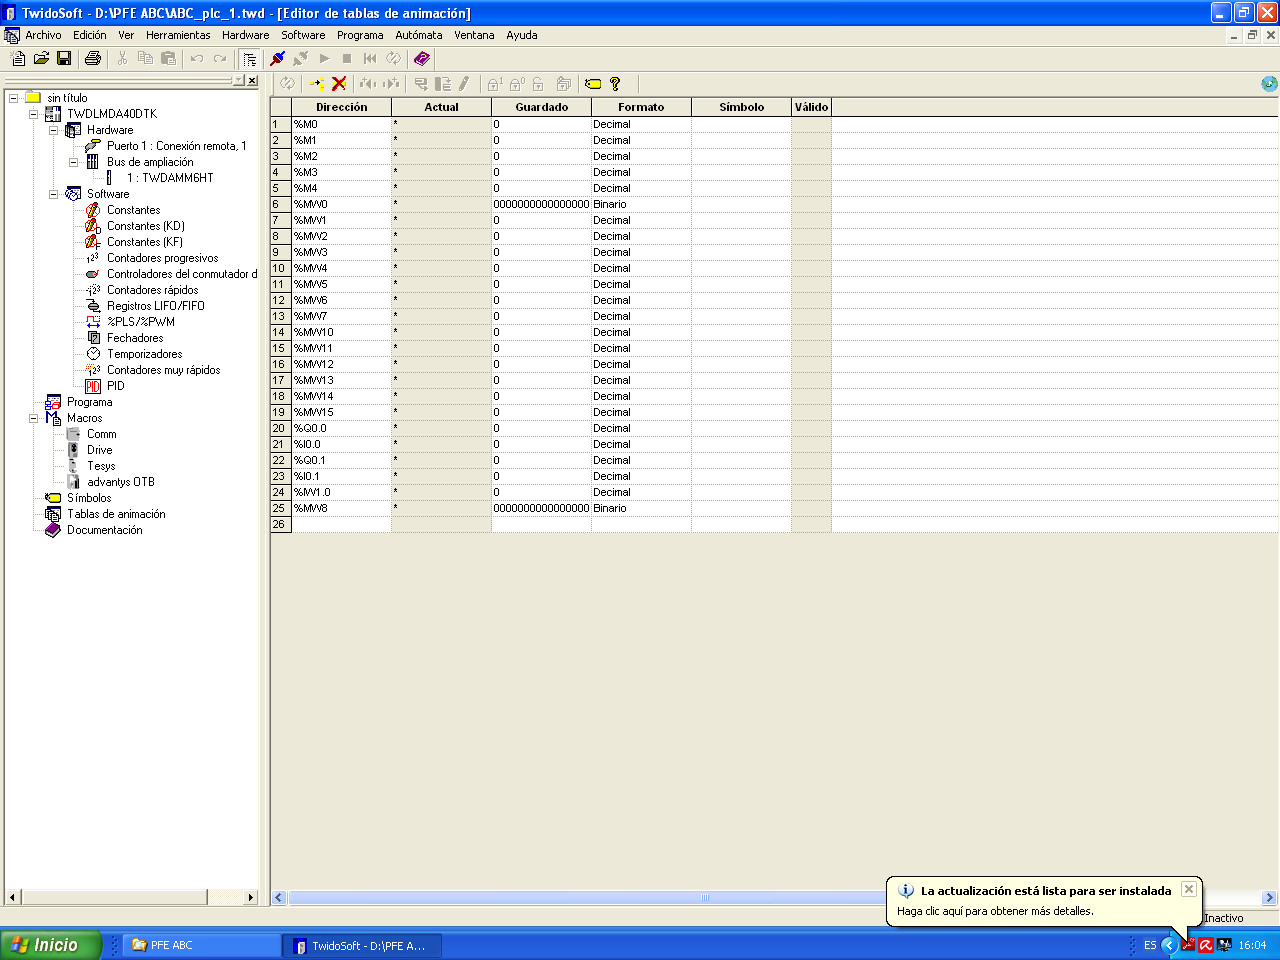 TwidoSoft - D:\PFE ABC\ABC_plc_1.twd - [Editor de tablas de animación]
Archivo Edición Ver Herramientas Hardware Software Programa Autómata Ventana Ayuda
sin título
TWDLMDA40DTK
Hardware
Puerto 1 : Conexión remota, 1
Bus de ampliación
1 : TWDAMM6HT
Software
Constantes
Constantes (KD)
Constantes (KF)
Contadores progresivos
Controladores del conmutador d
Contadores rápidos
Registros LIFO/FIFO
%PLS/%PWM
Fechadores
Temporizadores
Contadores muy rápidos
PID
Programa
Macros
Comm
Drive
Tesys
advantys OTB
Símbolos
Tablas de animación
Documentación
Dirección Actual Guardado Formato Símbolo Válido
1 %M0 * 0 Decimal
2 %M1 * 0 Decimal
3 %M2 * 0 Decimal
4 %M3 * 0 Decimal
5 %M4 * 0 Decimal
6 %MW0 * 0000000000000000 Binario
7 %MW1 * 0 Decimal
8 %MW2 * 0 Decimal
9 %MW3 * 0 Decimal
10 %MW4 * 0 Decimal
11 %MW5 * 0 Decimal
12 %MW6 * 0 Decimal
13 %MW7 * 0 Decimal
14 %MW10 * 0 Decimal
15 %MW11 * 0 Decimal
16 %MW12 * 0 Decimal
17 %MW13 * 0 Decimal
18 %MW14 * 0 Decimal
19 %MW15 * 0 Decimal
20 %Q0.0 * 0 Decimal
21 %I0.0 * 0 Decimal
22 %Q0.1 * 0 Decimal
23 %I0.1 * 0 Decimal
24 %IW1.0 * 0 Decimal
25 %MW8 * 0000000000000000 Binario
26
La actualización está lista para ser instalada
Haga clic aquí para obtener más detalles.
Inactivo
Inicio
PFE ABC
TwidoSoft - D:\PFE A...
ES
16:04